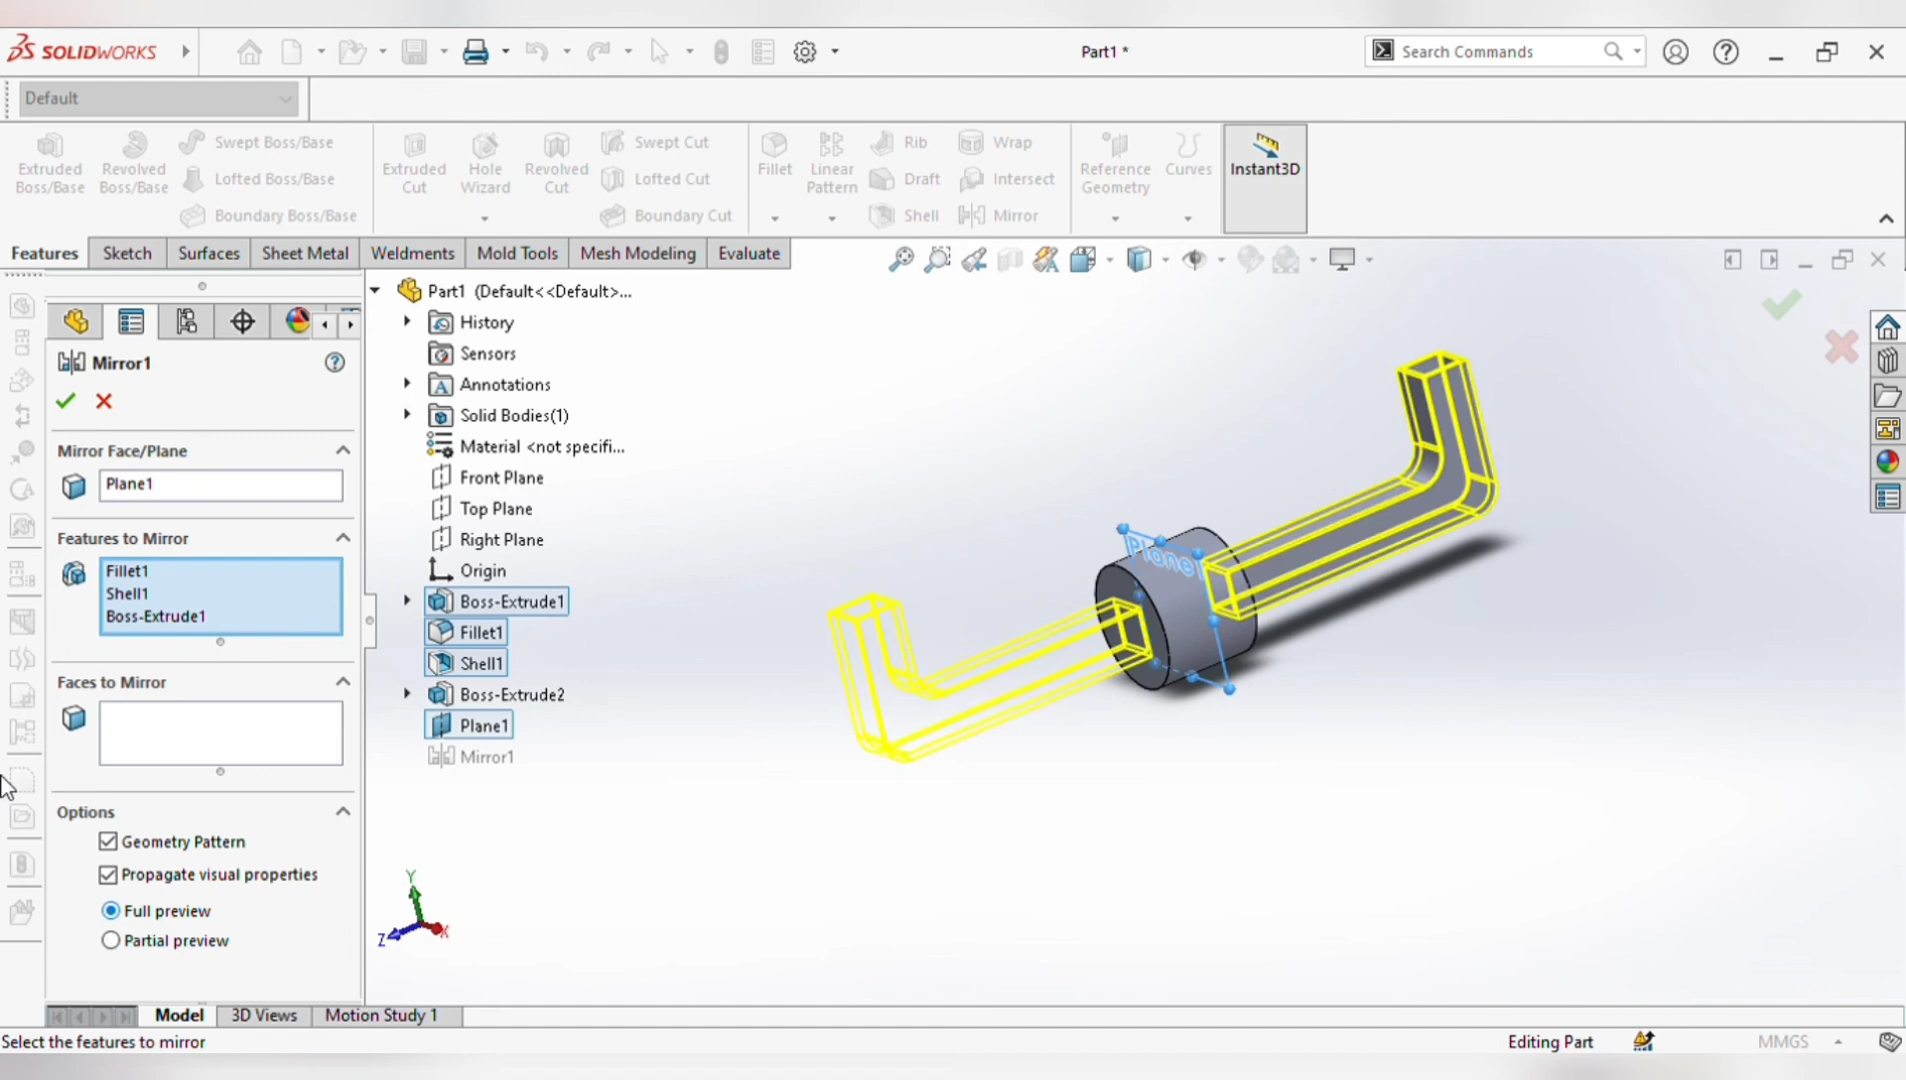 SOLIDWORKS
Part1 *
Search Commands
Default
Extruded Boss/Base
Revolved Boss/Base
Swept Boss/Base
Lofted Boss/Base
Boundary Boss/Base
Extruded Cut
Hole Wizard
Revolved Cut
Swept Cut
Lofted Cut
Boundary Cut
Fillet
Linear Pattern
Rib
Draft
Shell
Wrap
Intersect
Mirror
Reference Geometry
Curves
Instant3D
Features
Sketch
Surfaces
Sheet Metal
Weldments
Mold Tools
Mesh Modeling
Evaluate
Mirror1
Mirror Face/Plane
Plane1
Features to Mirror
Fillet1
Shell1
Boss-Extrude1
Faces to Mirror
Options
Geometry Pattern
Propagate visual properties
Full preview
Partial preview
Part1 (Default<<Default>...
History
Sensors
Annotations
Solid Bodies(1)
Material <not specifi...
Front Plane
Top Plane
Right Plane
Origin
Boss-Extrude1
Fillet1
Shell1
Boss-Extrude2
Plane1
Mirror1
Plane1
Y
Z
X
Model
3D Views
Motion Study 1
Select the features to mirror
Editing Part
MMGS